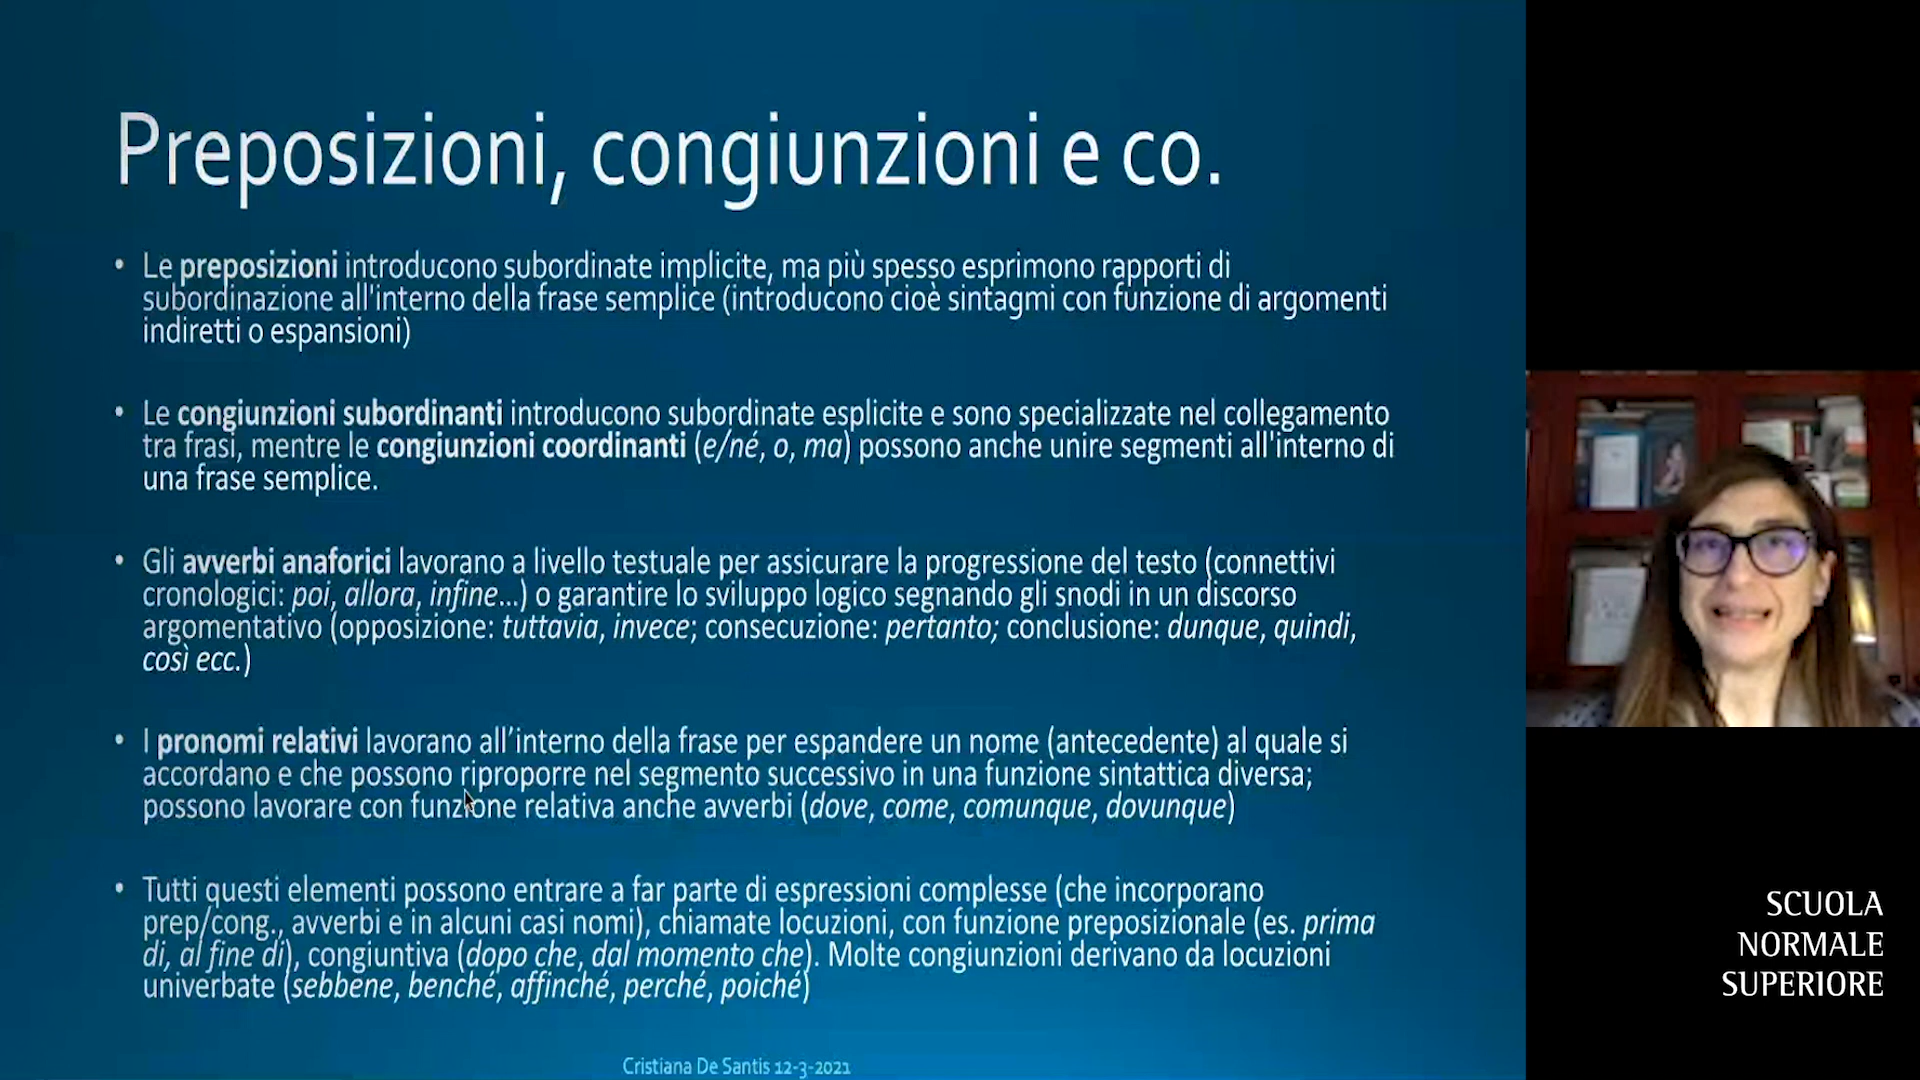 Preposizioni, congiunzioni e co.
• Le preposizioni introducono subordinate implicite, ma più spesso esprimono rapporti di
subordinazione all'interno della frase semplice (introducono cioè sintagmi con funzione di argomenti
indiretti o espansioni)
• Le congiunzioni subordinanti introducono subordinate esplicite e sono specializzate nel collegamento
tra frasi, mentre le congiunzioni coordinanti (e/né, o, ma) possono anche unire segmenti all'interno di
una frase semplice.
• Gli avverbi anaforici lavorano a livello testuale per assicurare la progressione del testo (connettivi
cronologici: poi, allora, infine...) o garantire lo sviluppo logico segnando gli snodi in un discorso
argomentativo (opposizione: tuttavia, invece; consecuzione: pertanto; conclusione: dunque, quindi,
così ecc.)
• I pronomi relativi lavorano all’interno della frase per espandere un nome (antecedente) al quale si
accordano e che possono riproporre nel segmento successivo in una funzione sintattica diversa;
possono lavorare con funzione relativa anche avverbi (dove, come, comunque, dovunque)
• Tutti questi elementi possono entrare a far parte di espressioni complesse (che incorporano
prep/cong., avverbi e in alcuni casi nomi), chiamate locuzioni, con funzione preposizionale (es. prima
di, al fine di), congiuntiva (dopo che, dal momento che). Molte congiunzioni derivano da locuzioni
univerbate (sebbene, benché, affinché, perché, poiché)
Cristiana De Santis 12-3-2021
SCUOLA
NORMALE
SUPERIORE